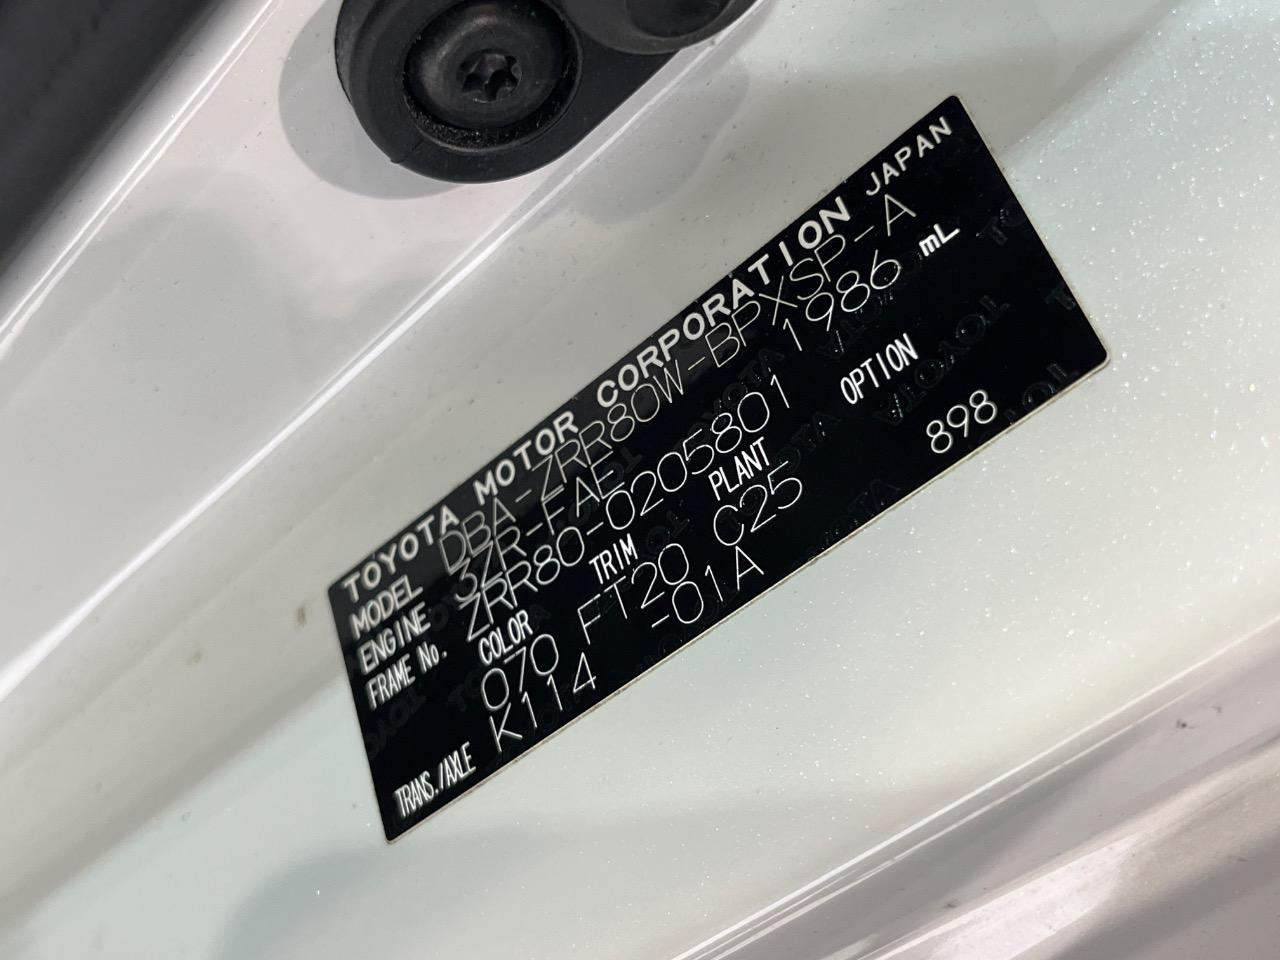 TOYOTA MOTOR CORPORATION JAPAN
MODEL DBA-ZRR80W-BPXSP-A
ENGINE 3ZR-FAE 1986 mL
FRAME No. ZRR80-0205801
COLOR TRIM PLANT OPTION
070 FT20 C25 898
TRANS./AXLE K114 -01A